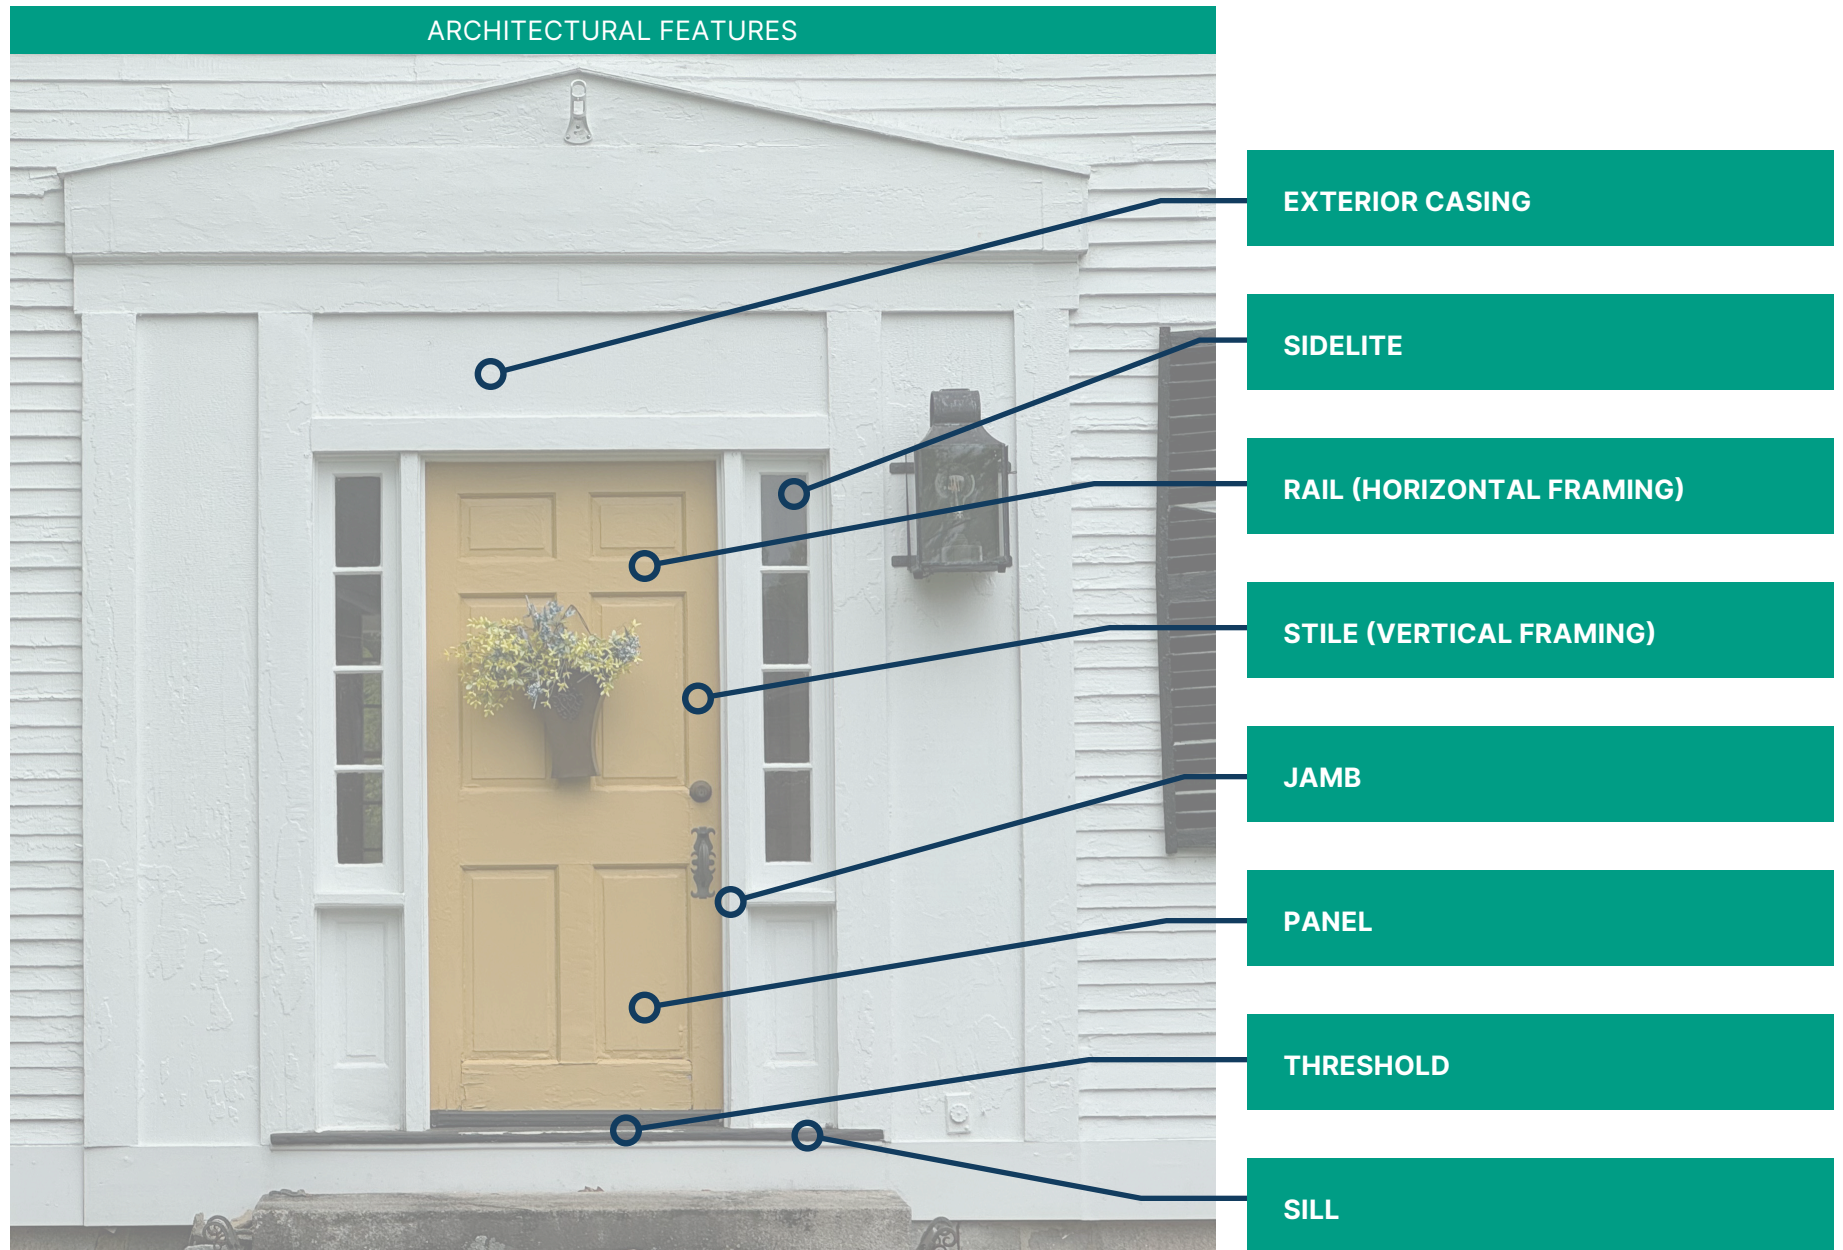 ARCHITECTURAL FEATURES
EXTERIOR CASING
SIDELITE
RAIL (HORIZONTAL FRAMING)
STILE (VERTICAL FRAMING)
JAMB
PANEL
THRESHOLD
SILL